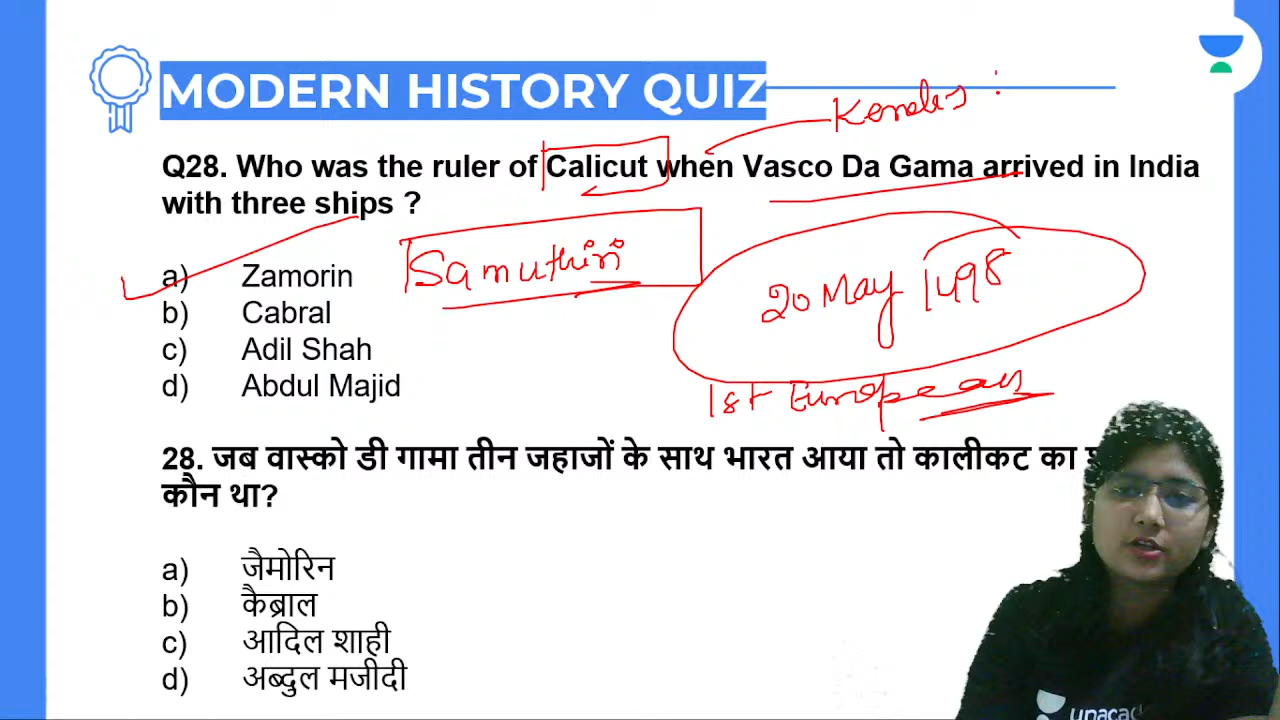 MODERN HISTORY QUIZ
Kerala
Q28. Who was the ruler of Calicut when Vasco Da Gama arrived in India
with three ships ?
Samuthiri
20 May 1498
1st European
a) Zamorin
b) Cabral
c) Adil Shah
d) Abdul Majid
28. जब वास्को डी गामा तीन जहाजों के साथ भारत आया तो कालीकट का
कौन था?
a) जैमोरिन
b) कैब्राल
c) आदिल शाही
d) अब्दुल मजीदी